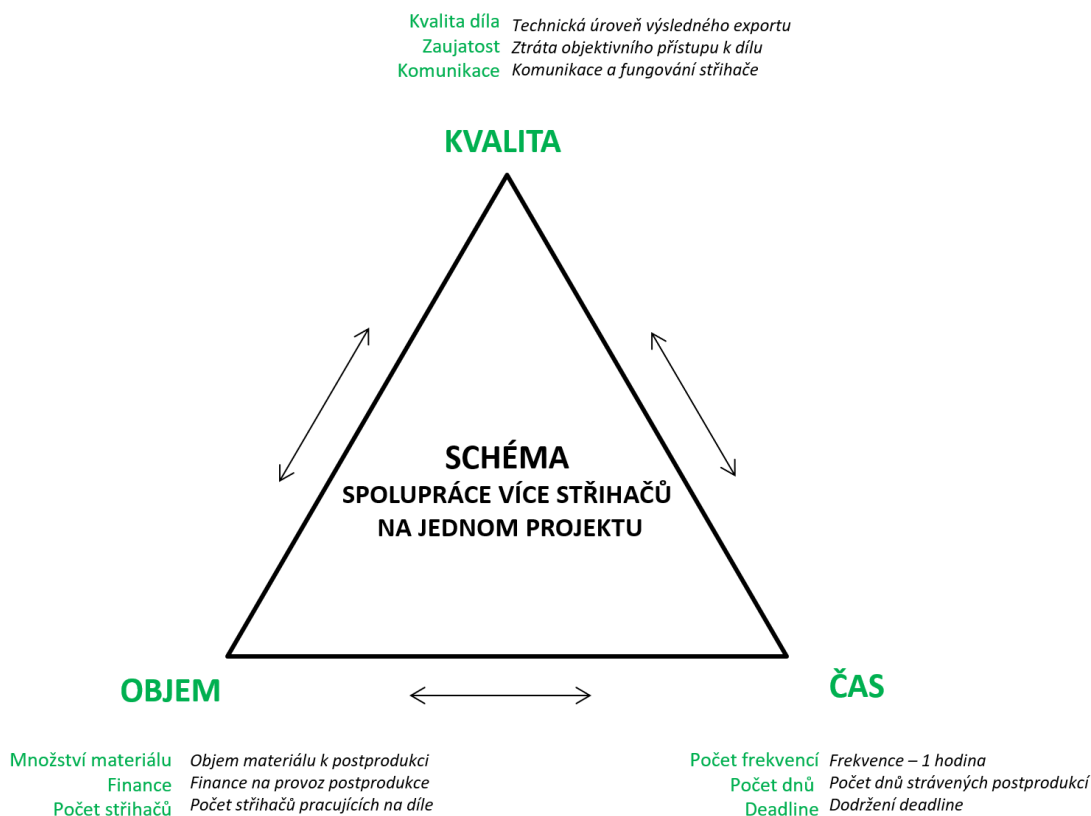 Kvalita díla Technická úroveň výsledného exportu
Zaujatost Ztráta objektivního přístupu k dílu
Komunikace Komunikace a fungování střihače
KVALITA
SCHÉMA
SPOLUPRÁCE VÍCE STŘIHAČŮ
NA JEDNOM PROJEKTU
OBJEM
ČAS
Množství materiálu Objem materiálu k postprodukci
Finance Finance na provoz postprodukce
Počet střihačů Počet střihačů pracujících na díle
Počet frekvencí Frekvence – 1 hodina
Počet dnů Počet dnů strávených postprodukcí
Deadline Dodržení deadline